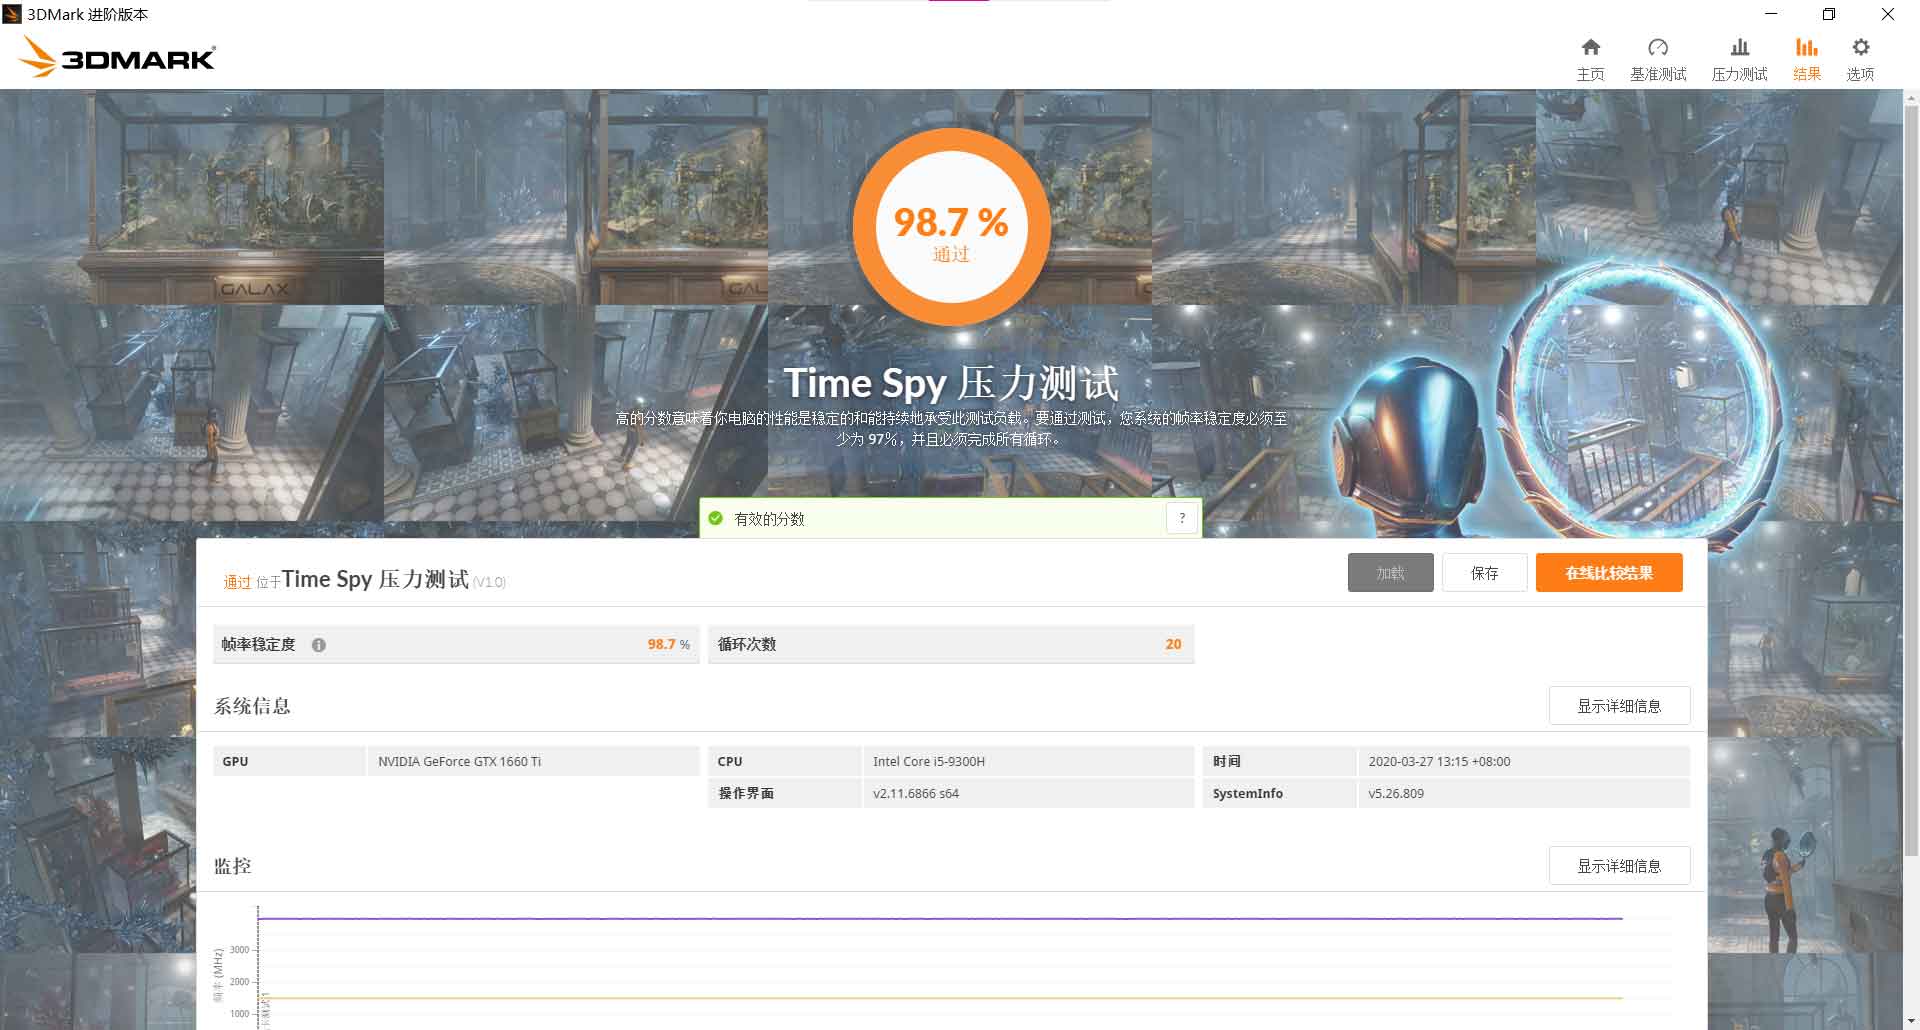 3DMark 进阶版本
3DMARK
主页
基准测试
压力测试
结果
选项
98.7 %
通过
GALAX
GAL
Time Spy 压力测试
高的分数意味着你电脑的性能是稳定的和能持续地承受此测试负载。要通过测试，您系统的帧率稳定度必须至
少为 97%，并且必须完成所有循环。
有效的分数
?
通过 位于Time Spy 压力测试 (V1.0)
加载
保存
在线比较结果
帧率稳定度
98.7 %
循环次数
20
系统信息
显示详细信息
GPU
NVIDIA GeForce GTX 1660 Ti
CPU
Intel Core i5-9300H
时间
2020-03-27 13:15 +08:00
操作界面
v2.11.6866 s64
SystemInfo
v5.26.809
监控
显示详细信息
频率 (MHz)
3000
2000
1000